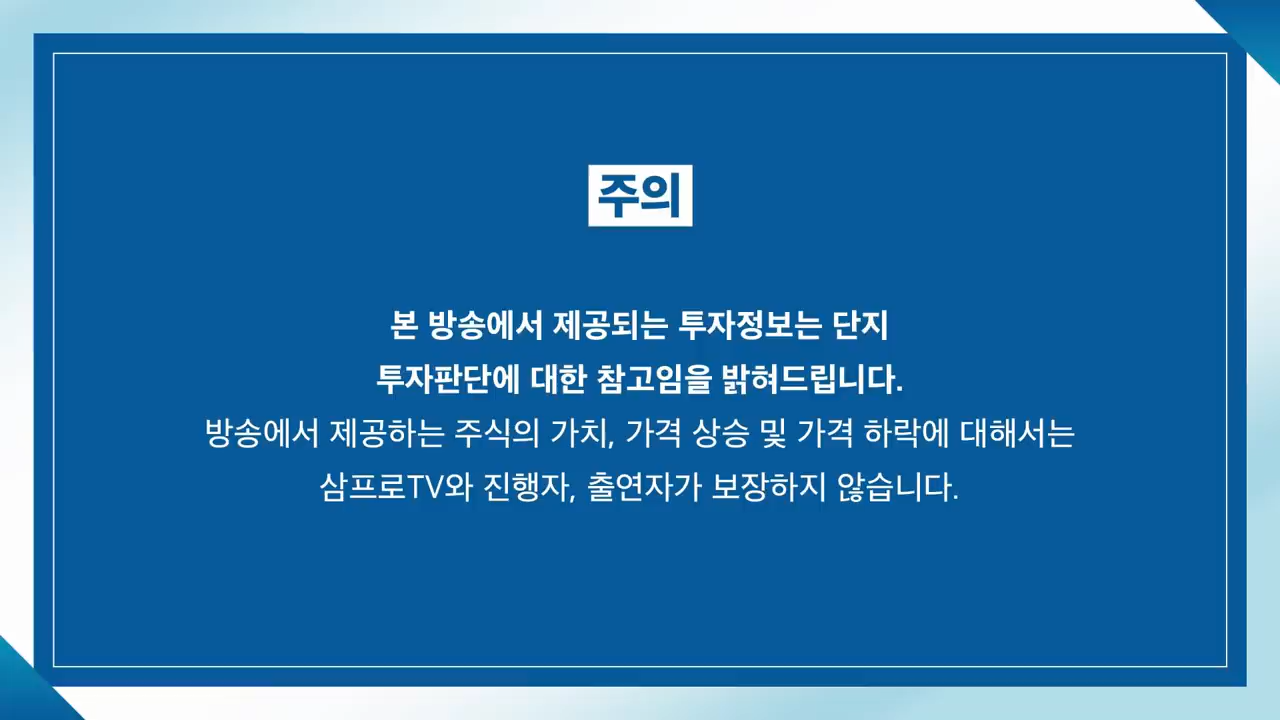 주의
본 방송에서 제공되는 투자정보는 단지
투자판단에 대한 참고임을 밝혀드립니다.
방송에서 제공하는 주식의 가치, 가격 상승 및 가격 하락에 대해서는
삼프로TV와 진행자, 출연자가 보장하지 않습니다.